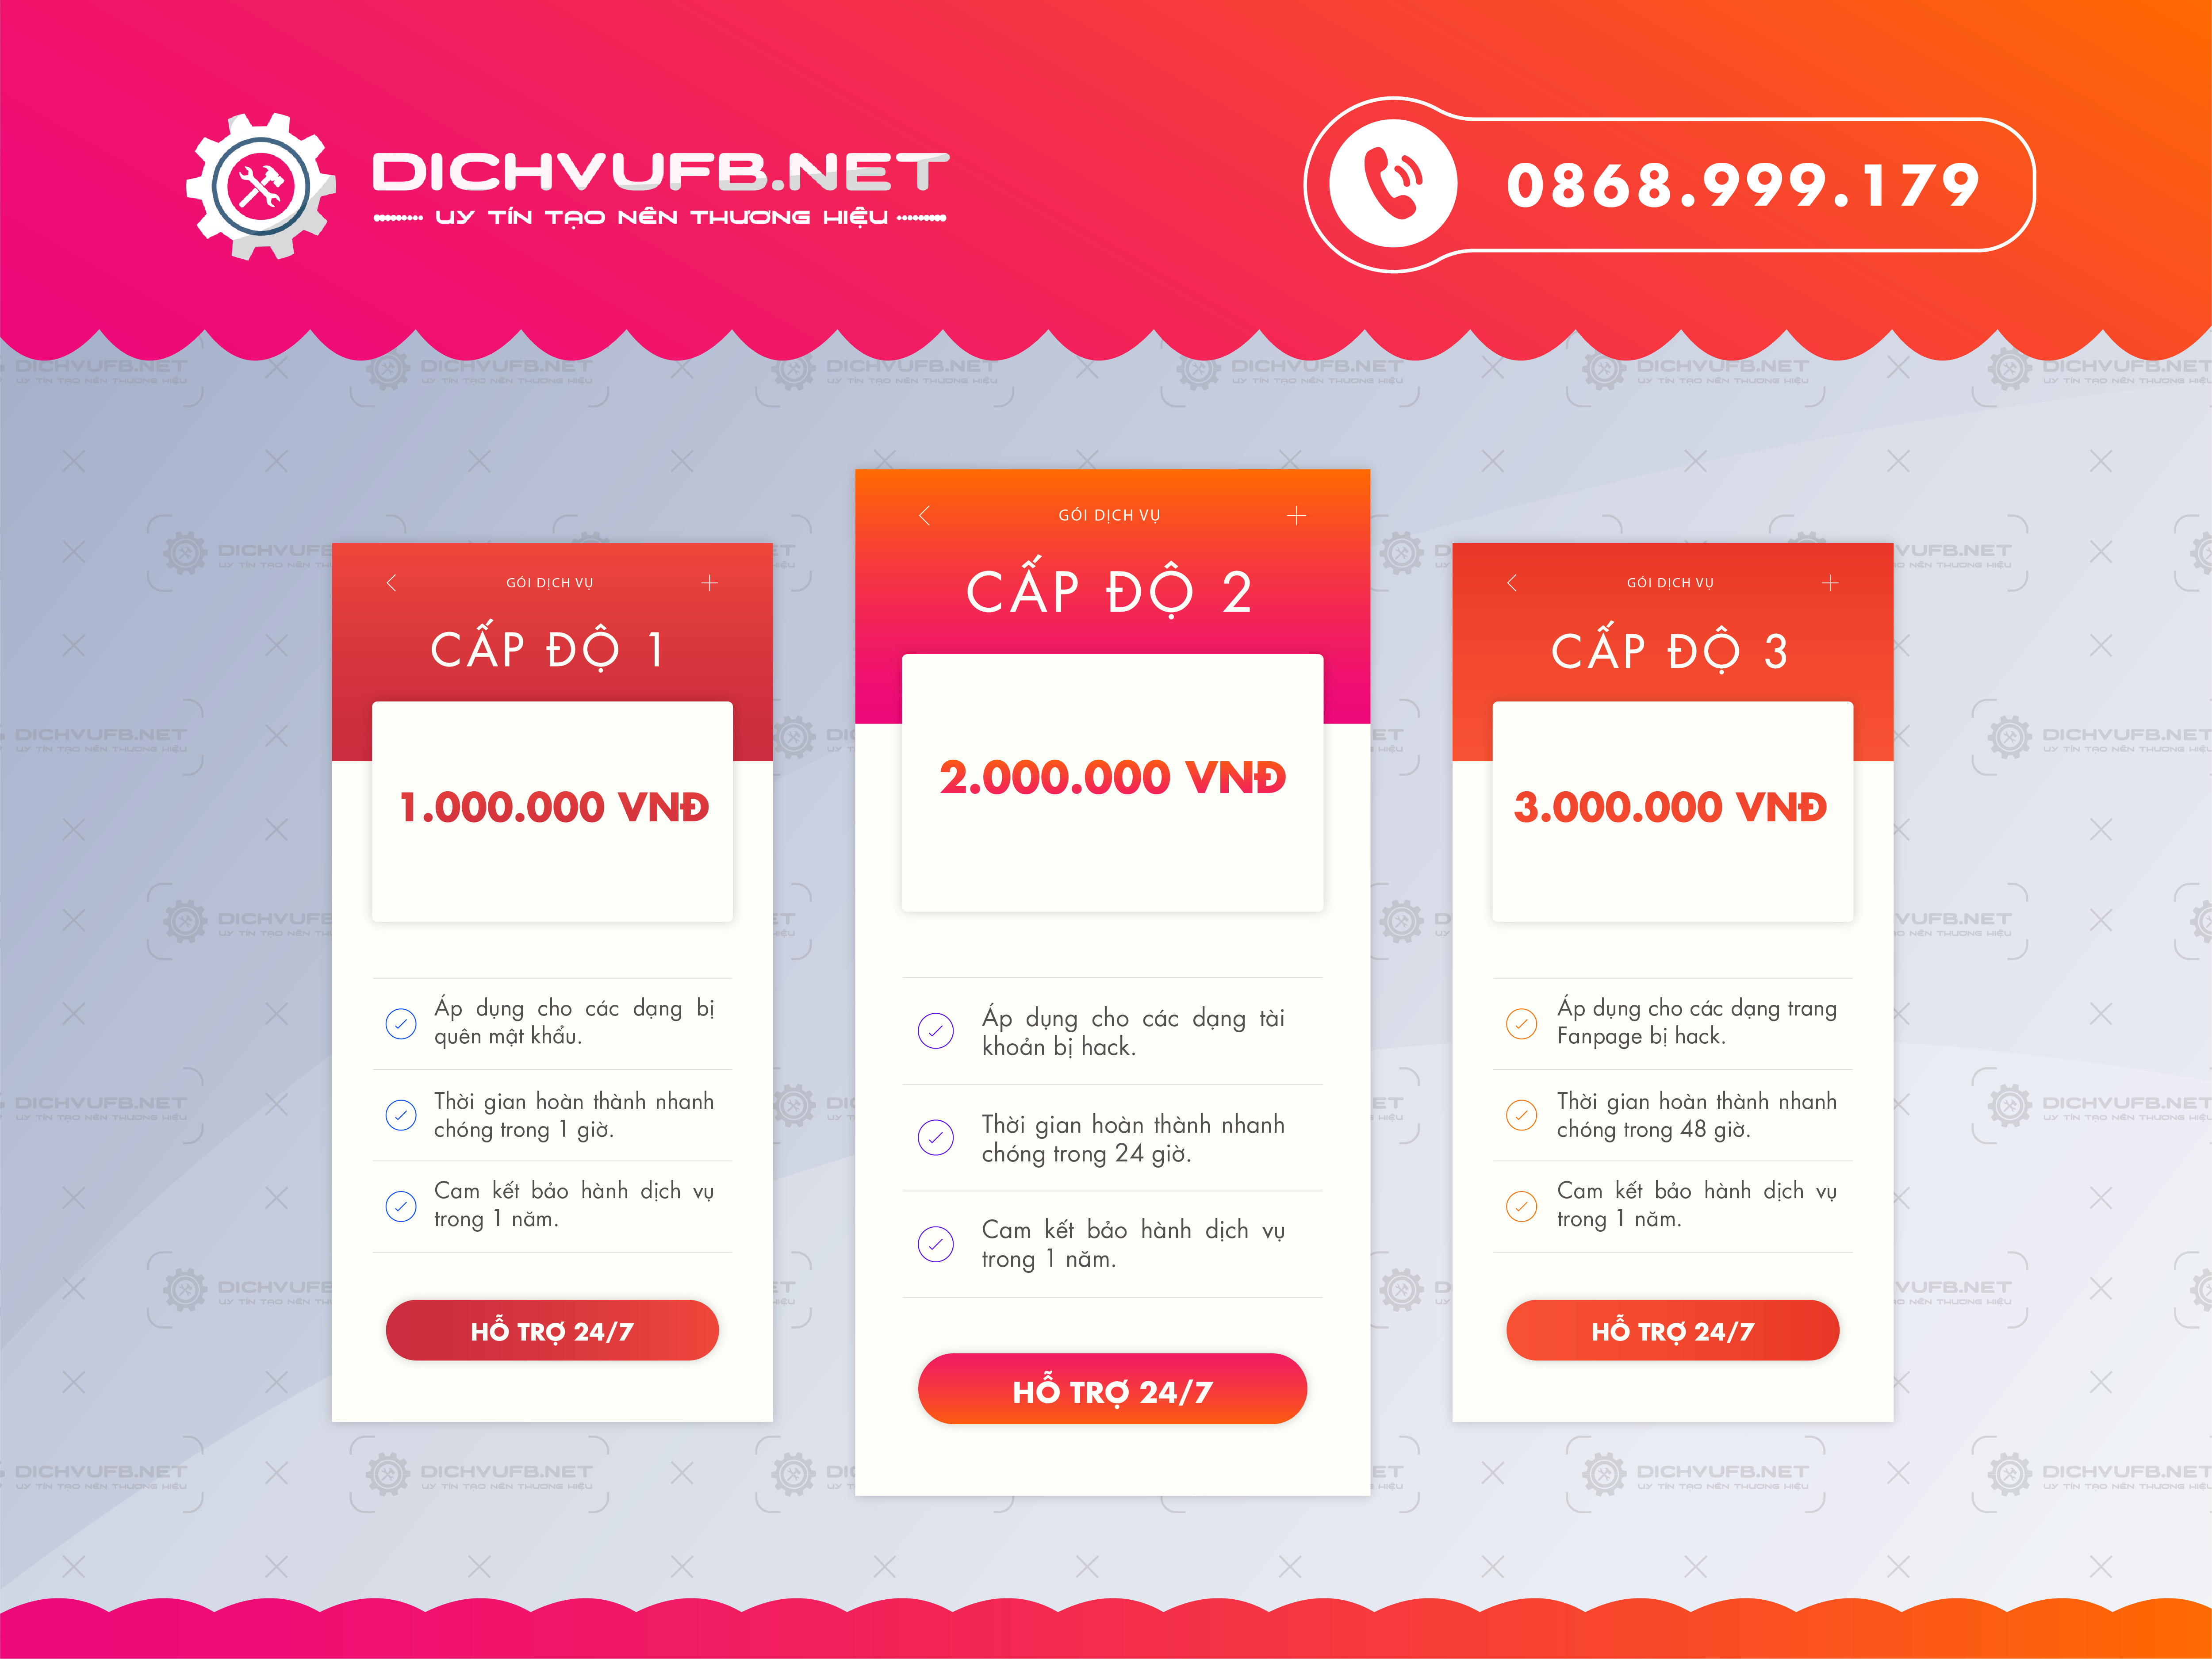 DICHVUFB.NET
UY TÍN TẠO NÊN THƯƠNG HIỆU
0868.999.179
GÓI DỊCH VỤ
CẤP ĐỘ 1
1.000.000 VNĐ
Áp dụng cho các dạng bị
quên mật khẩu.
Thời gian hoàn thành nhanh
chóng trong 1 giờ.
Cam kết bảo hành dịch vụ
trong 1 năm.
HỖ TRỢ 24/7
GÓI DỊCH VỤ
CẤP ĐỘ 2
2.000.000 VNĐ
Áp dụng cho các dạng tài
khoản bị hack.
Thời gian hoàn thành nhanh
chóng trong 24 giờ.
Cam kết bảo hành dịch vụ
trong 1 năm.
HỖ TRỢ 24/7
GÓI DỊCH VỤ
CẤP ĐỘ 3
3.000.000 VNĐ
Áp dụng cho các dạng trang
Fanpage bị hack.
Thời gian hoàn thành nhanh
chóng trong 48 giờ.
Cam kết bảo hành dịch vụ
trong 1 năm.
HỖ TRỢ 24/7